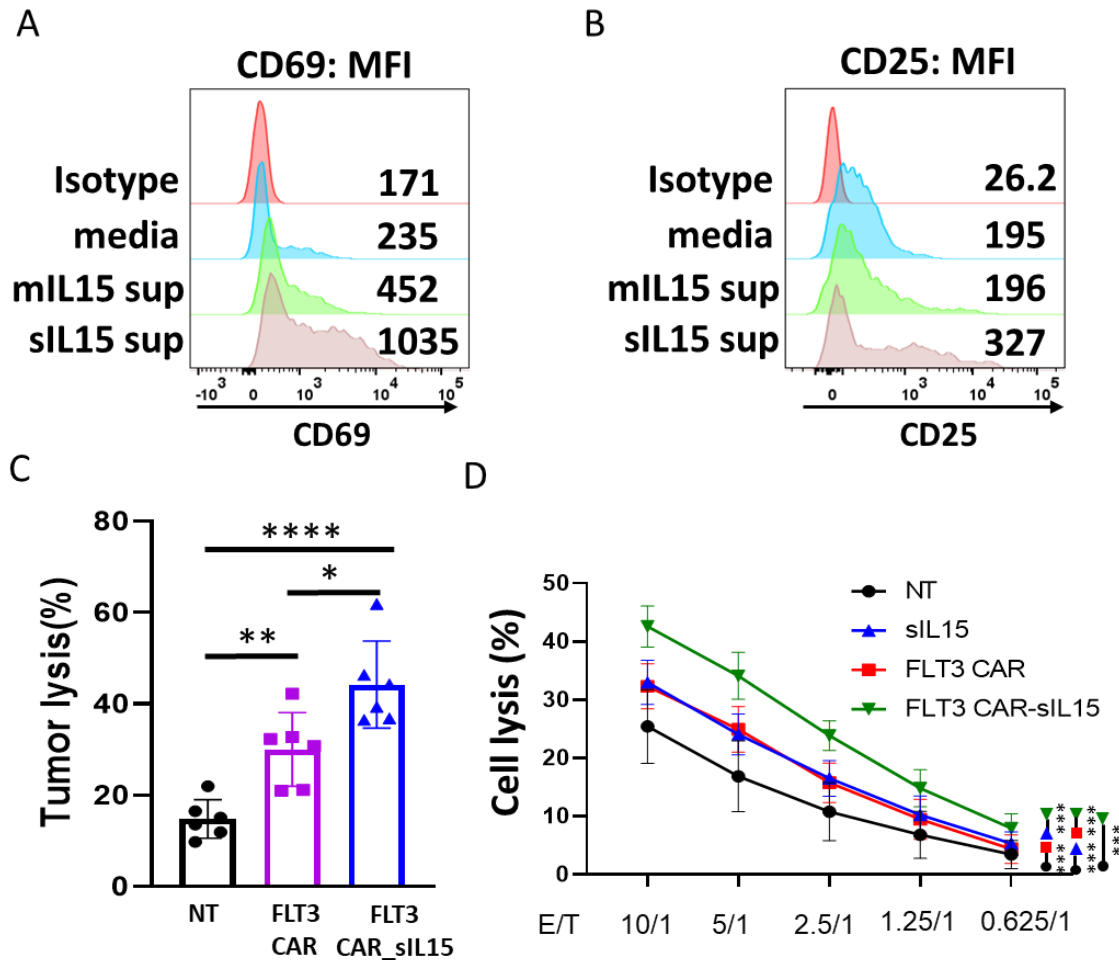 A
CD69: MFI
Isotype 171
media 235
mIL15 sup 452
sIL15 sup 1035
-10³ 0 10³ 10⁴ 10⁵
CD69
B
CD25: MFI
Isotype 26.2
media 195
mIL15 sup 196
sIL15 sup 327
0 10³ 10⁴ 10⁵
CD25
C
Tumor lysis(%)
80
60
40
20
0
****
*
**
NT
FLT3 CAR
FLT3 CAR_sIL15
D
Cell lysis (%)
50
40
30
20
10
0
NT
sIL15
FLT3 CAR
FLT3 CAR-sIL15
E/T 10/1 5/1 2.5/1 1.25/1 0.625/1